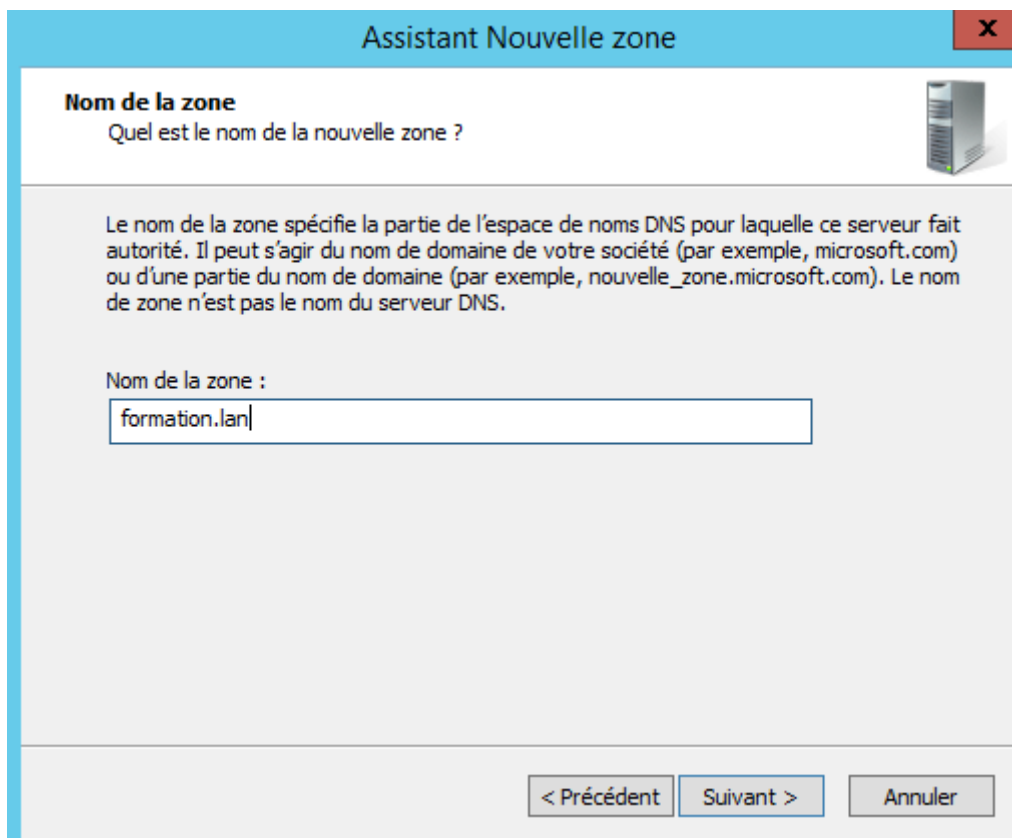 Assistant Nouvelle zone
x
Nom de la zone
Quel est le nom de la nouvelle zone ?
Le nom de la zone spécifie la partie de l'espace de noms DNS pour laquelle ce serveur fait
autorité. Il peut s'agir du nom de domaine de votre société (par exemple, microsoft.com)
ou d'une partie du nom de domaine (par exemple, nouvelle_zone.microsoft.com). Le nom
de zone n'est pas le nom du serveur DNS.
Nom de la zone :
formation.lan
< Précédent Suivant > Annuler